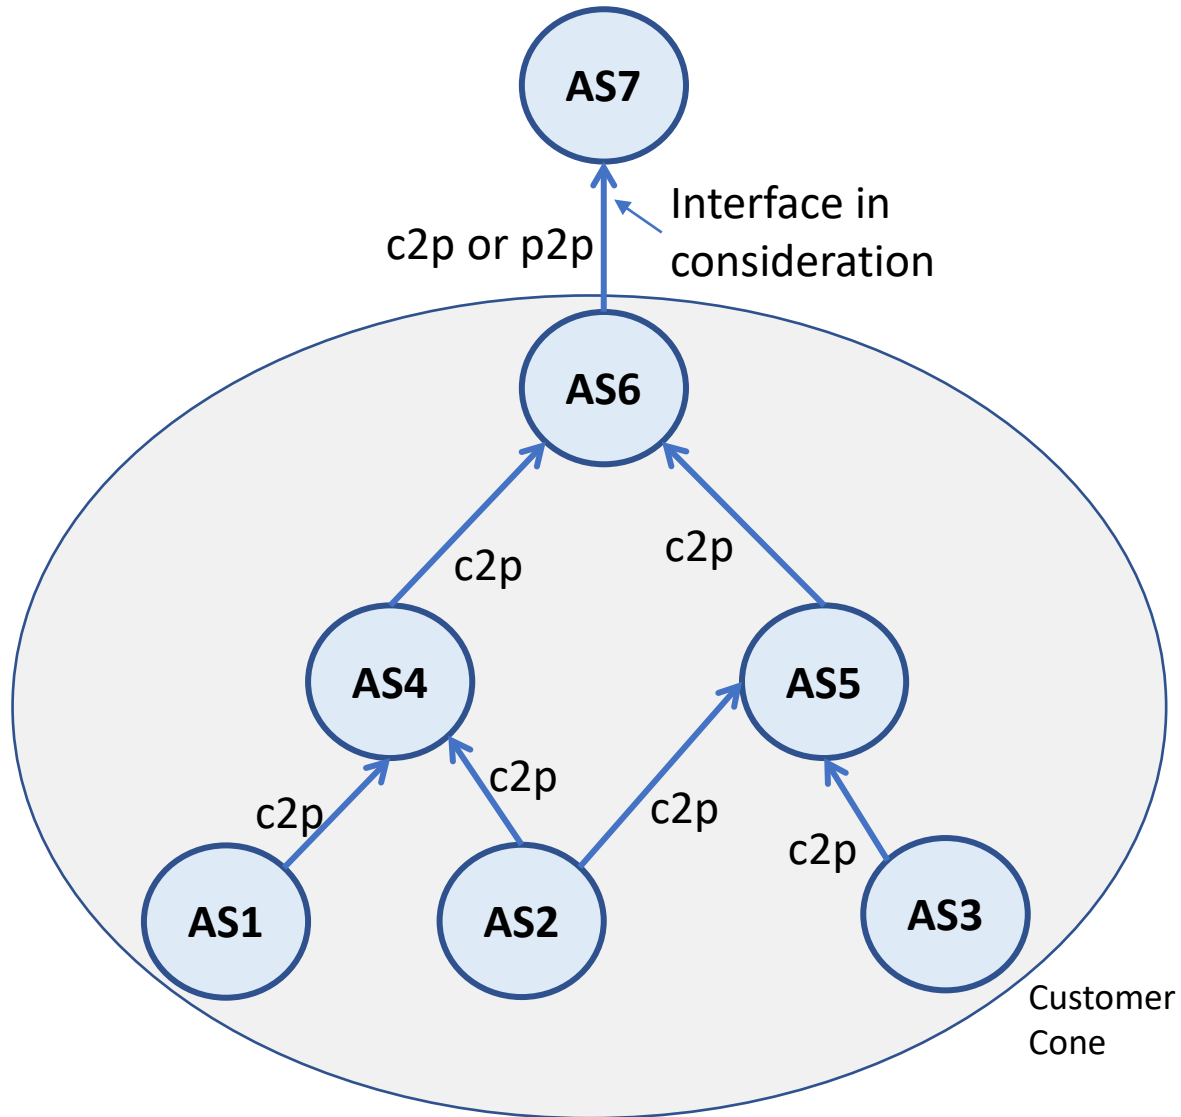 AS7
Interface in
consideration
c2p or p2p
AS6
c2p
c2p
AS4
AS5
c2p
c2p
c2p
c2p
AS1
AS2
AS3
Customer
Cone